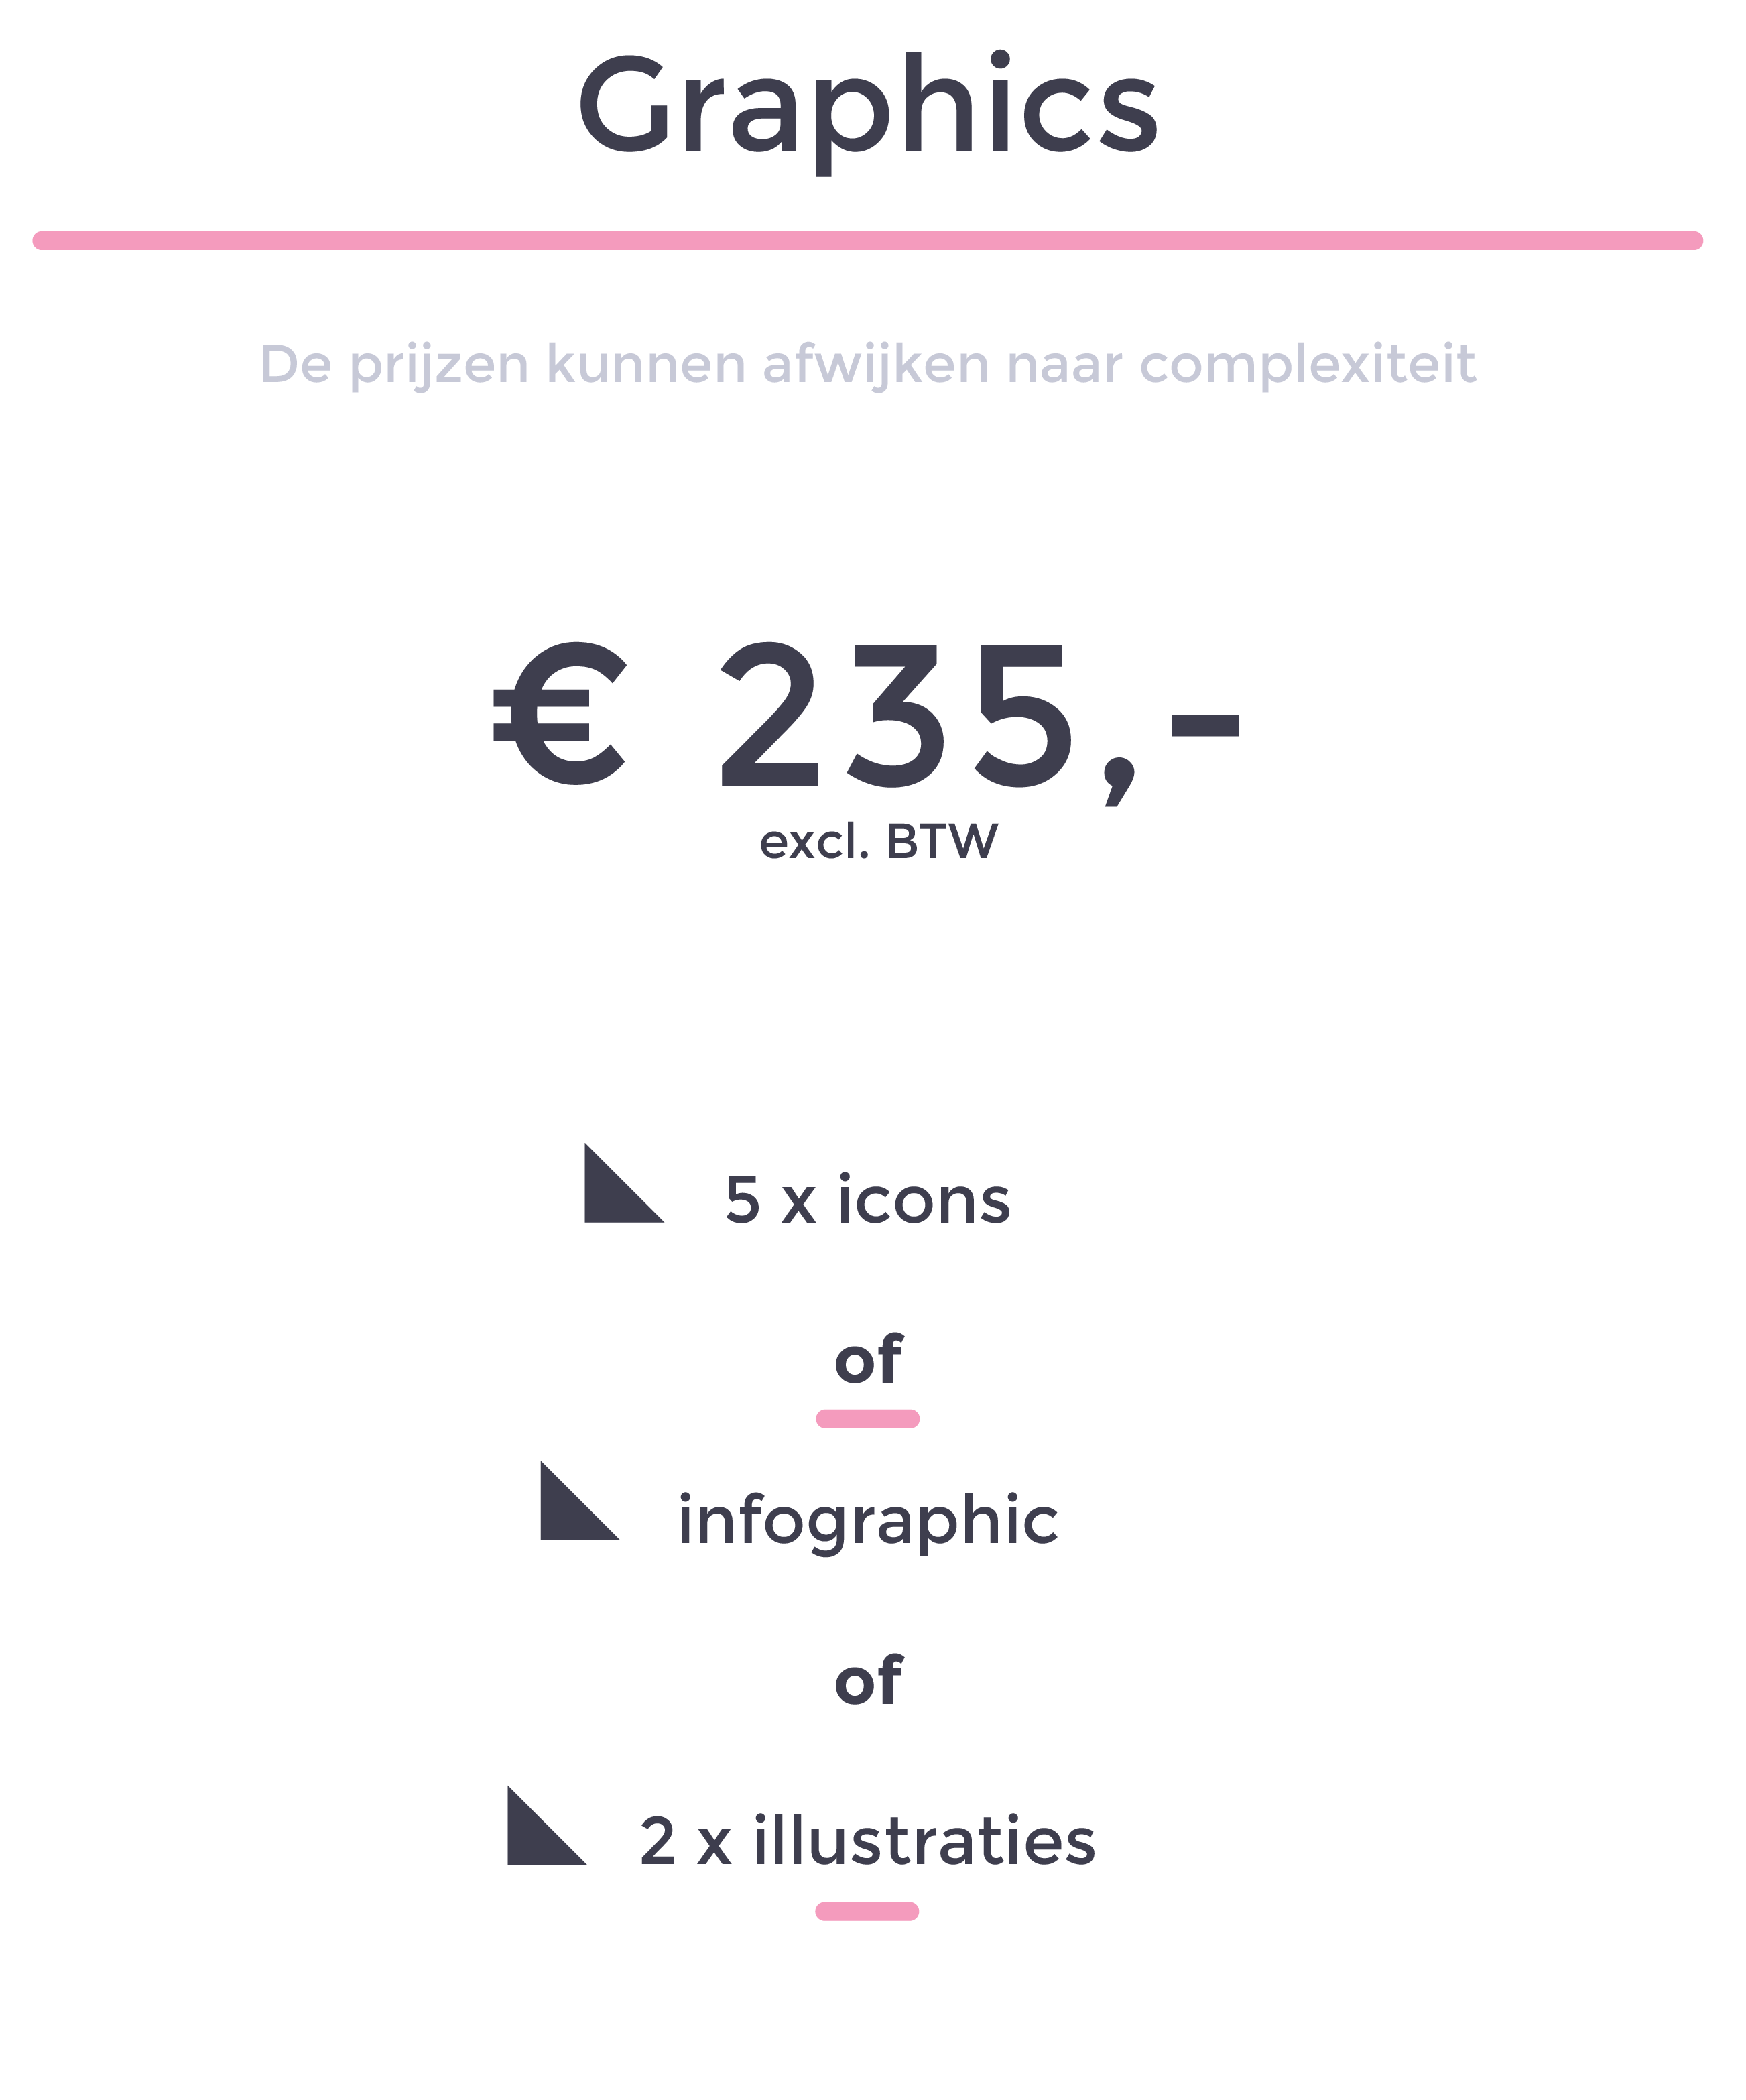 Graphics
De prijzen kunnen afwijken naar complexiteit
€ 235,-
excl. BTW
5 x icons
of
infographic
of
2 x illustraties